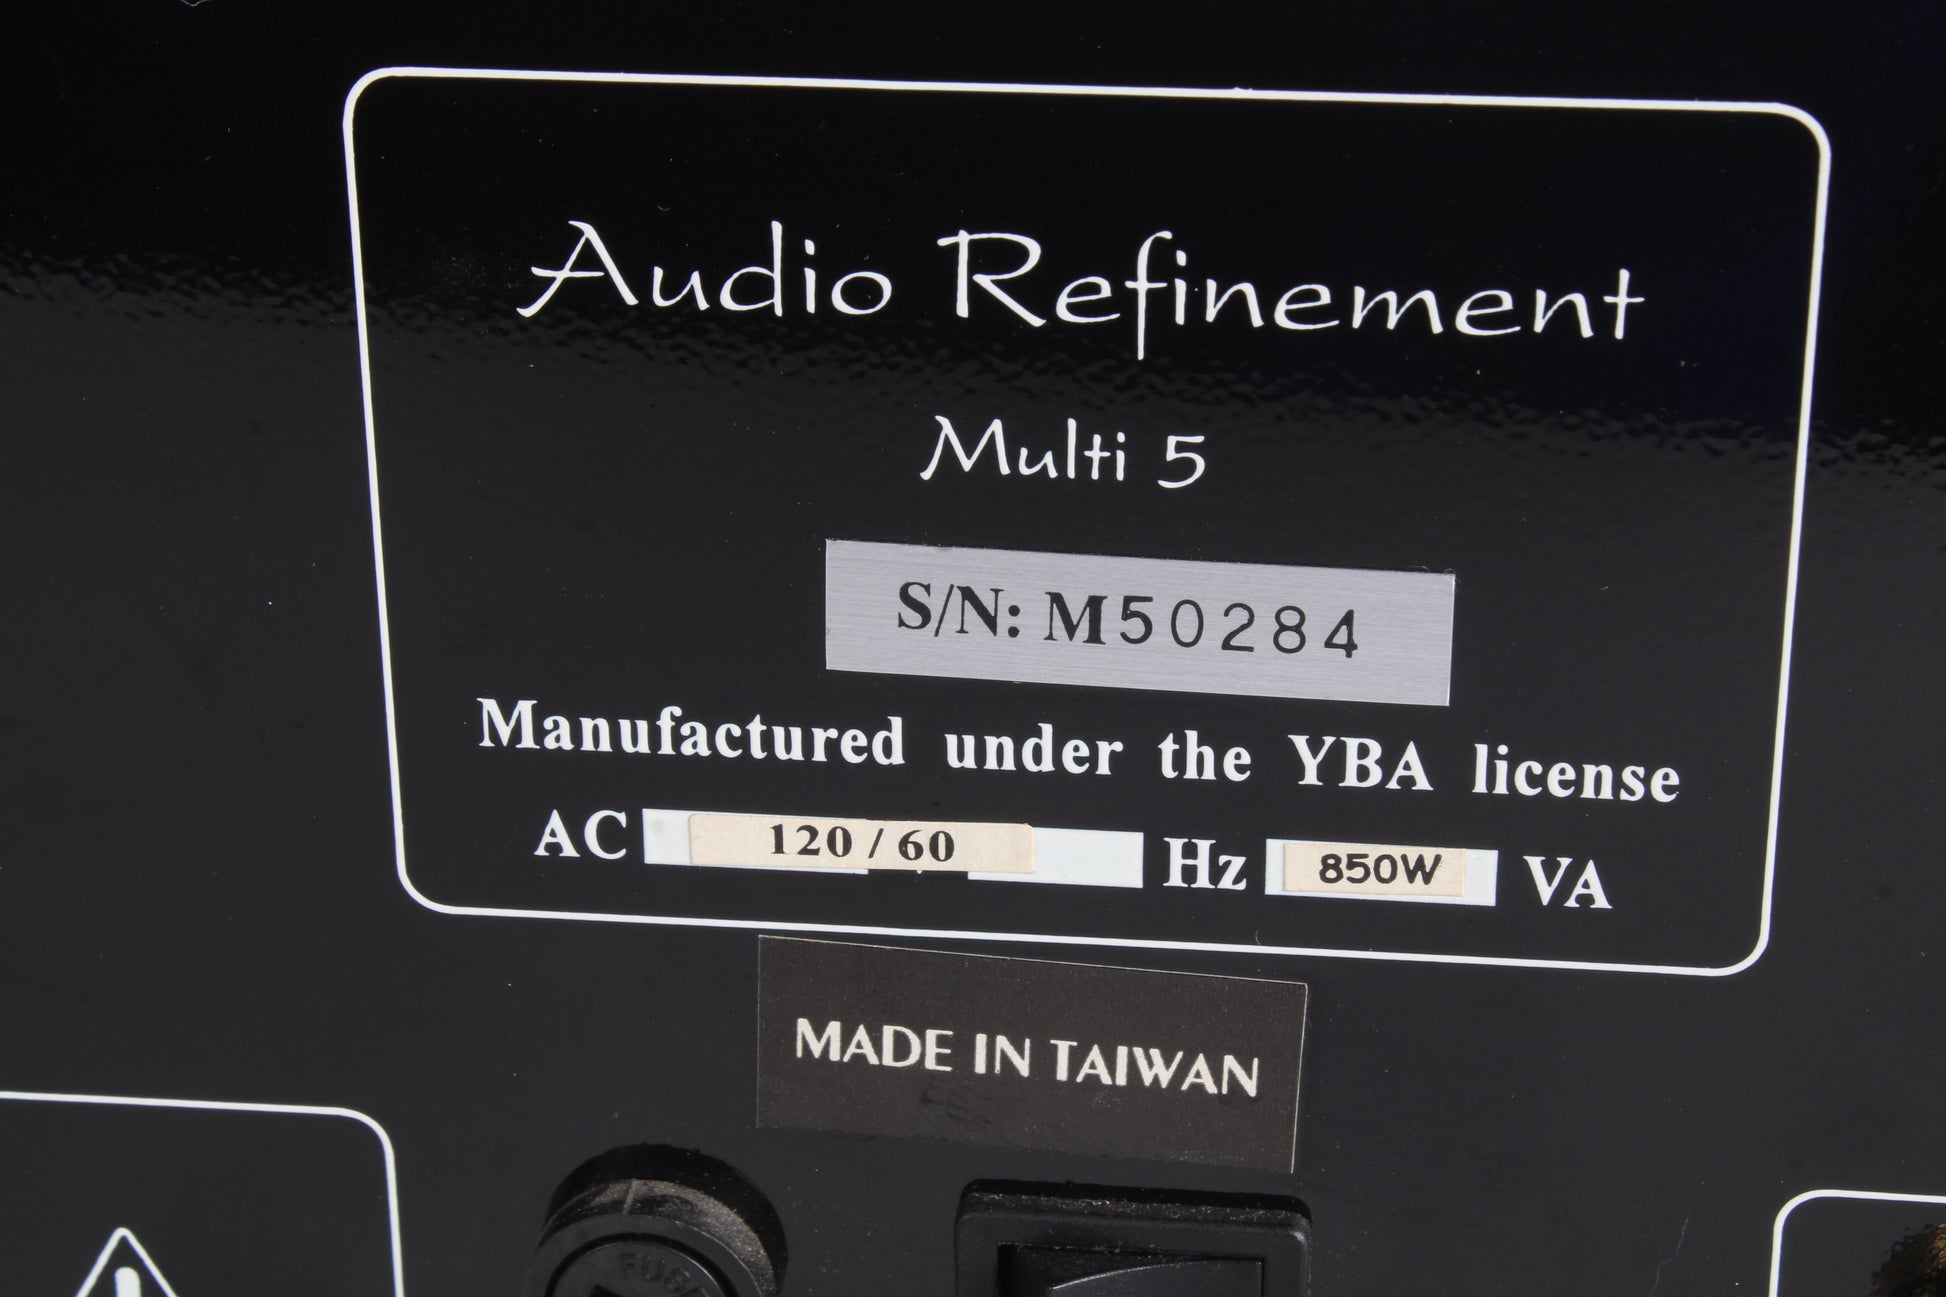 Audio Refinement
Multi 5
S/N: M50284
Manufactured under the YBA license
AC 120 / 60 Hz 850W VA
MADE IN TAIWAN
FUSE